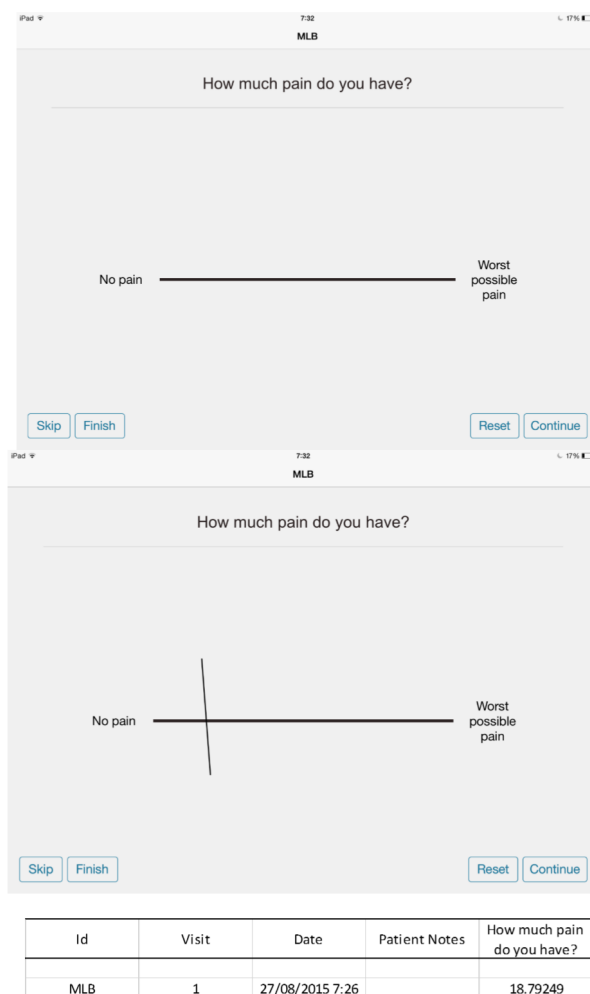 iPad 7:32 17%
MLB
How much pain do you have?
No pain
Worst
possible
pain
Skip Finish Reset Continue
iPad 7:32 17%
MLB
How much pain do you have?
No pain
Worst
possible
pain
Skip Finish Reset Continue
Id Visit Date Patient Notes How much pain
do you have?
MLB 1 27/08/2015 7:26 18.79249